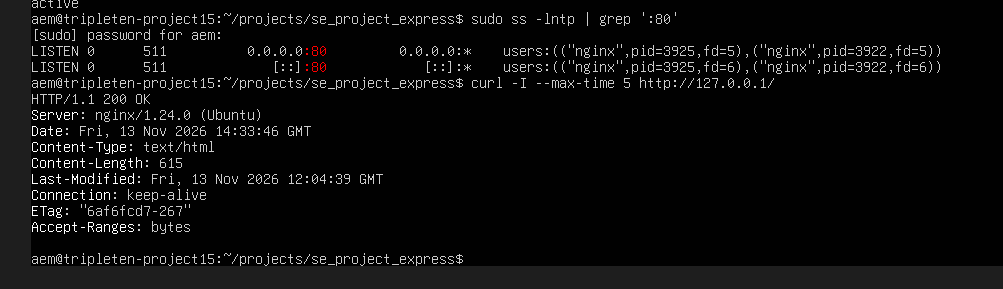 active
aem@tripleten-project15:~/projects/se_project_express$ sudo ss -lntp | grep ':80'
[sudo] password for aem:
LISTEN 0      511          0.0.0.0:80         0.0.0.0:*    users:(("nginx",pid=3925,fd=5),("nginx",pid=3922,fd=5))
LISTEN 0      511             [::]:80            [::]:*    users:(("nginx",pid=3925,fd=6),("nginx",pid=3922,fd=6))
aem@tripleten-project15:~/projects/se_project_express$ curl -I --max-time 5 http://127.0.0.1/
HTTP/1.1 200 OK
Server: nginx/1.24.0 (Ubuntu)
Date: Fri, 13 Nov 2026 14:33:46 GMT
Content-Type: text/html
Content-Length: 615
Last-Modified: Fri, 13 Nov 2026 12:04:39 GMT
Connection: keep-alive
ETag: "6af6fcd7-267"
Accept-Ranges: bytes
aem@tripleten-project15:~/projects/se_project_express$